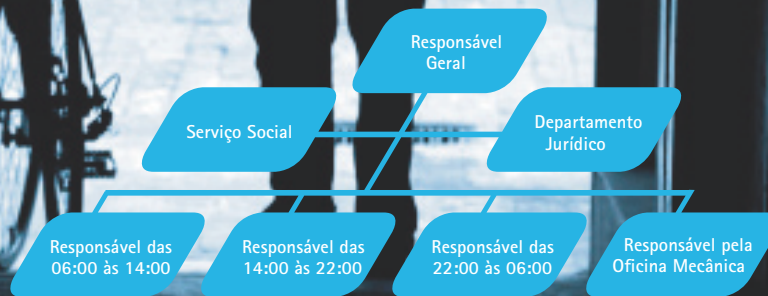 Responsável
Geral
Serviço Social
Departamento
Jurídico
Responsável das
06:00 às 14:00
Responsável das
14:00 às 22:00
Responsável das
22:00 às 06:00
Responsável pela
Oficina Mecânica